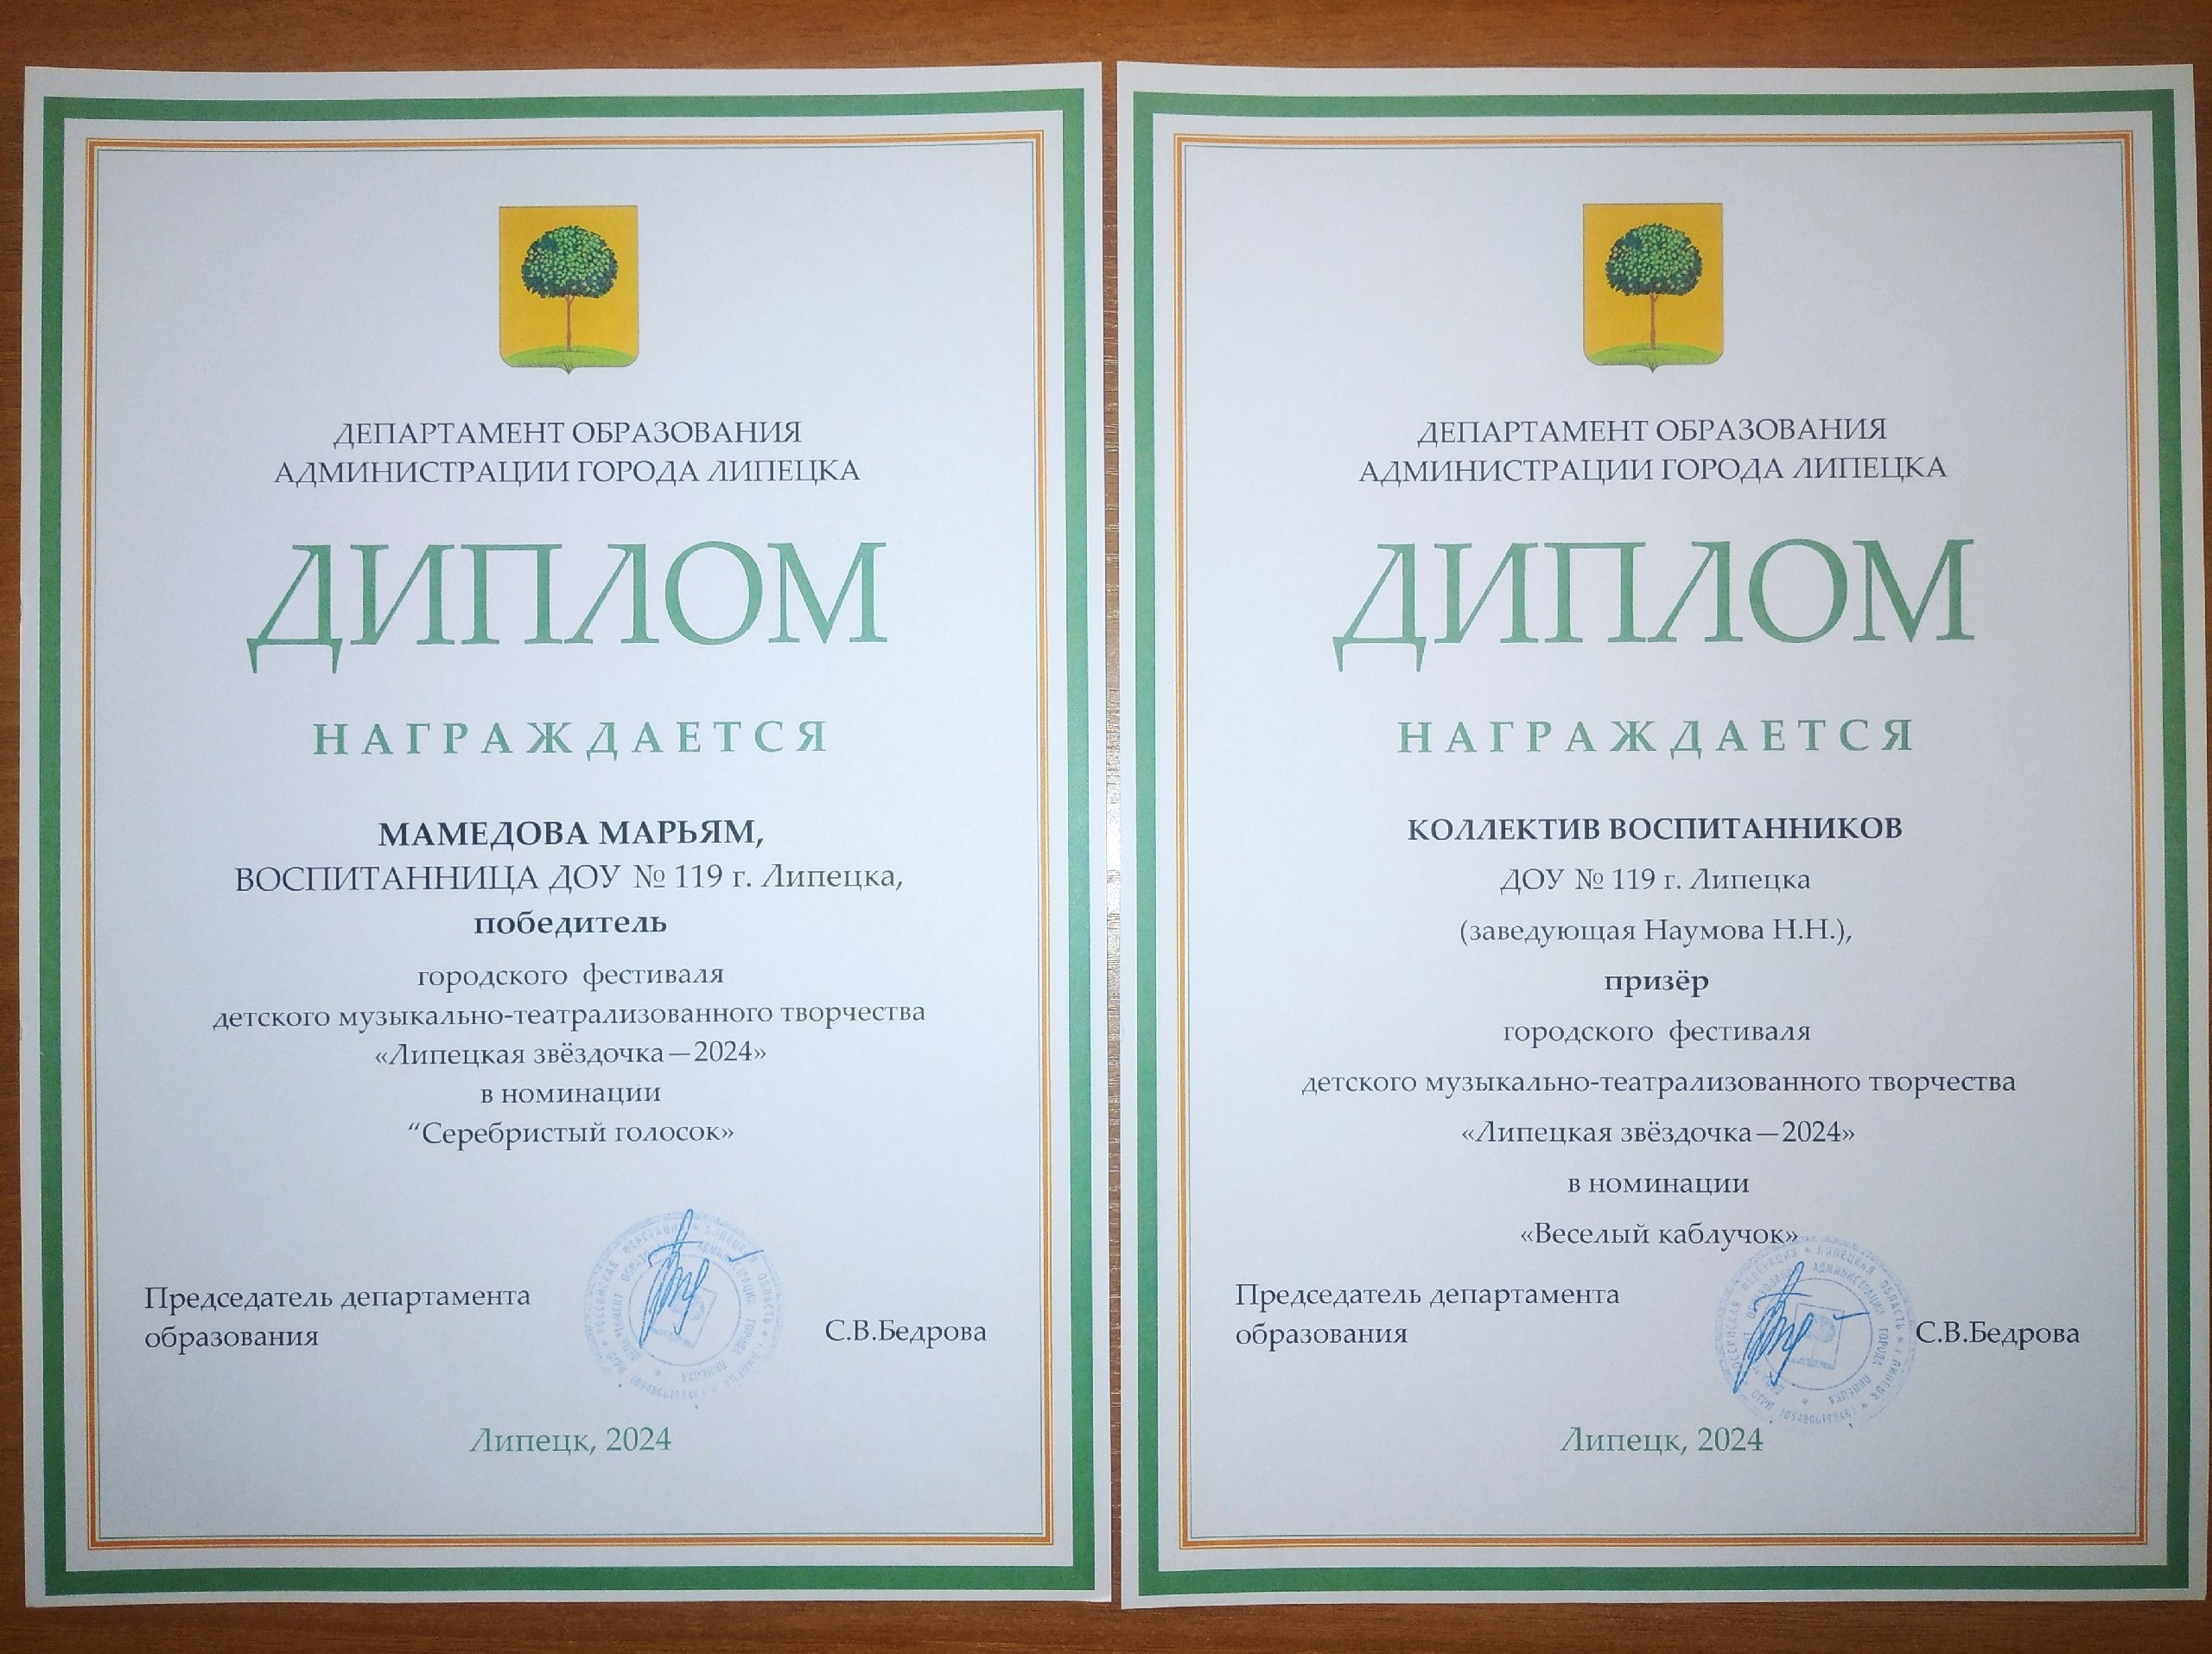 ДЕПАРТАМЕНТ ОБРАЗОВАНИЯ
АДМИНИСТРАЦИИ ГОРОДА ЛИПЕЦКА
ДИПЛОМ
НАГРАЖДАЕТСЯ
МАМЕДОВА МАРЬЯМ,
ВОСПИТАННИЦА ДОУ № 119 г. Липецка,
победитель
городского фестиваля
детского музыкально-театрализованного творчества
«Липецкая звёздочка—2024»
в номинации
“Серебристый голосок»
Председатель департамента
образования
С.В.Бедрова
Липецк, 2024
ДЕПАРТАМЕНТ ОБРАЗОВАНИЯ
АДМИНИСТРАЦИИ ГОРОДА ЛИПЕЦКА
ДИПЛОМ
НАГРАЖДАЕТСЯ
КОЛЛЕКТИВ ВОСПИТАННИКОВ
ДОУ № 119 г. Липецка
(заведующая Наумова Н.Н.),
призёр
городского фестиваля
детского музыкально-театрализованного творчества
«Липецкая звёздочка—2024»
в номинации
«Веселый каблучок»
Председатель департамента
образования
С.В.Бедрова
Липецк, 2024